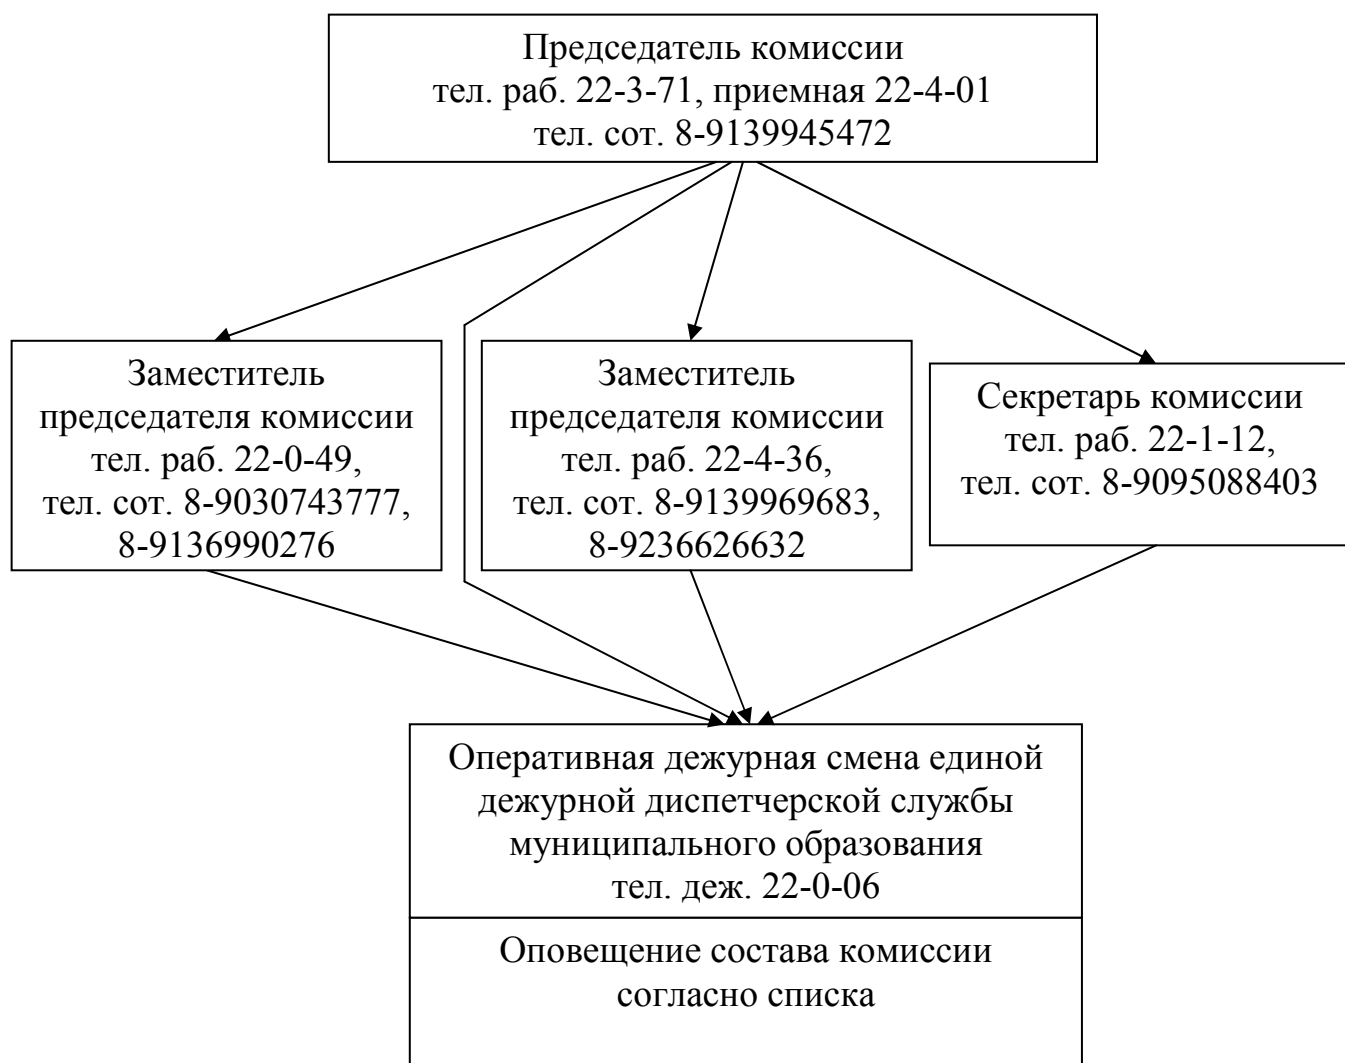 Председатель комиссии
тел. раб. 22-3-71, приемная 22-4-01
тел. сот. 8-9139945472
Заместитель
председателя комиссии
тел. раб. 22-0-49,
тел. сот. 8-9030743777,
8-9136990276
Заместитель
председателя комиссии
тел. раб. 22-4-36,
тел. сот. 8-9139969683,
8-9236626632
Секретарь комиссии
тел. раб. 22-1-12,
тел. сот. 8-9095088403
Оперативная дежурная смена единой
дежурной диспетчерской службы
муниципального образования
тел. деж. 22-0-06
Оповещение состава комиссии
согласно списка